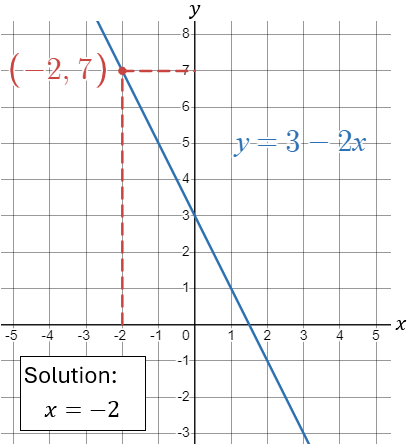 y
8
7
(−2, 7)
6
5
y = 3 − 2x
4
3
2
1
x
-5 -4 -3 -2 -1 0 1 2 3 4 5
-1
Solution:
x = −2
-2
-3